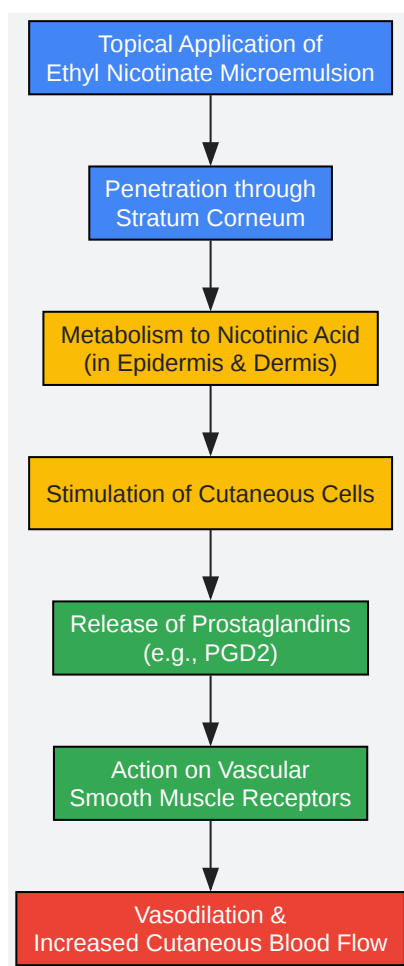 Topical Application of
Ethyl Nicotinate Microemulsion
Penetration through
Stratum Corneum
Metabolism to Nicotinic Acid
(in Epidermis & Dermis)
Stimulation of Cutaneous Cells
Release of Prostaglandins
(e.g., PGD2)
Action on Vascular
Smooth Muscle Receptors
Vasodilation &
Increased Cutaneous Blood Flow